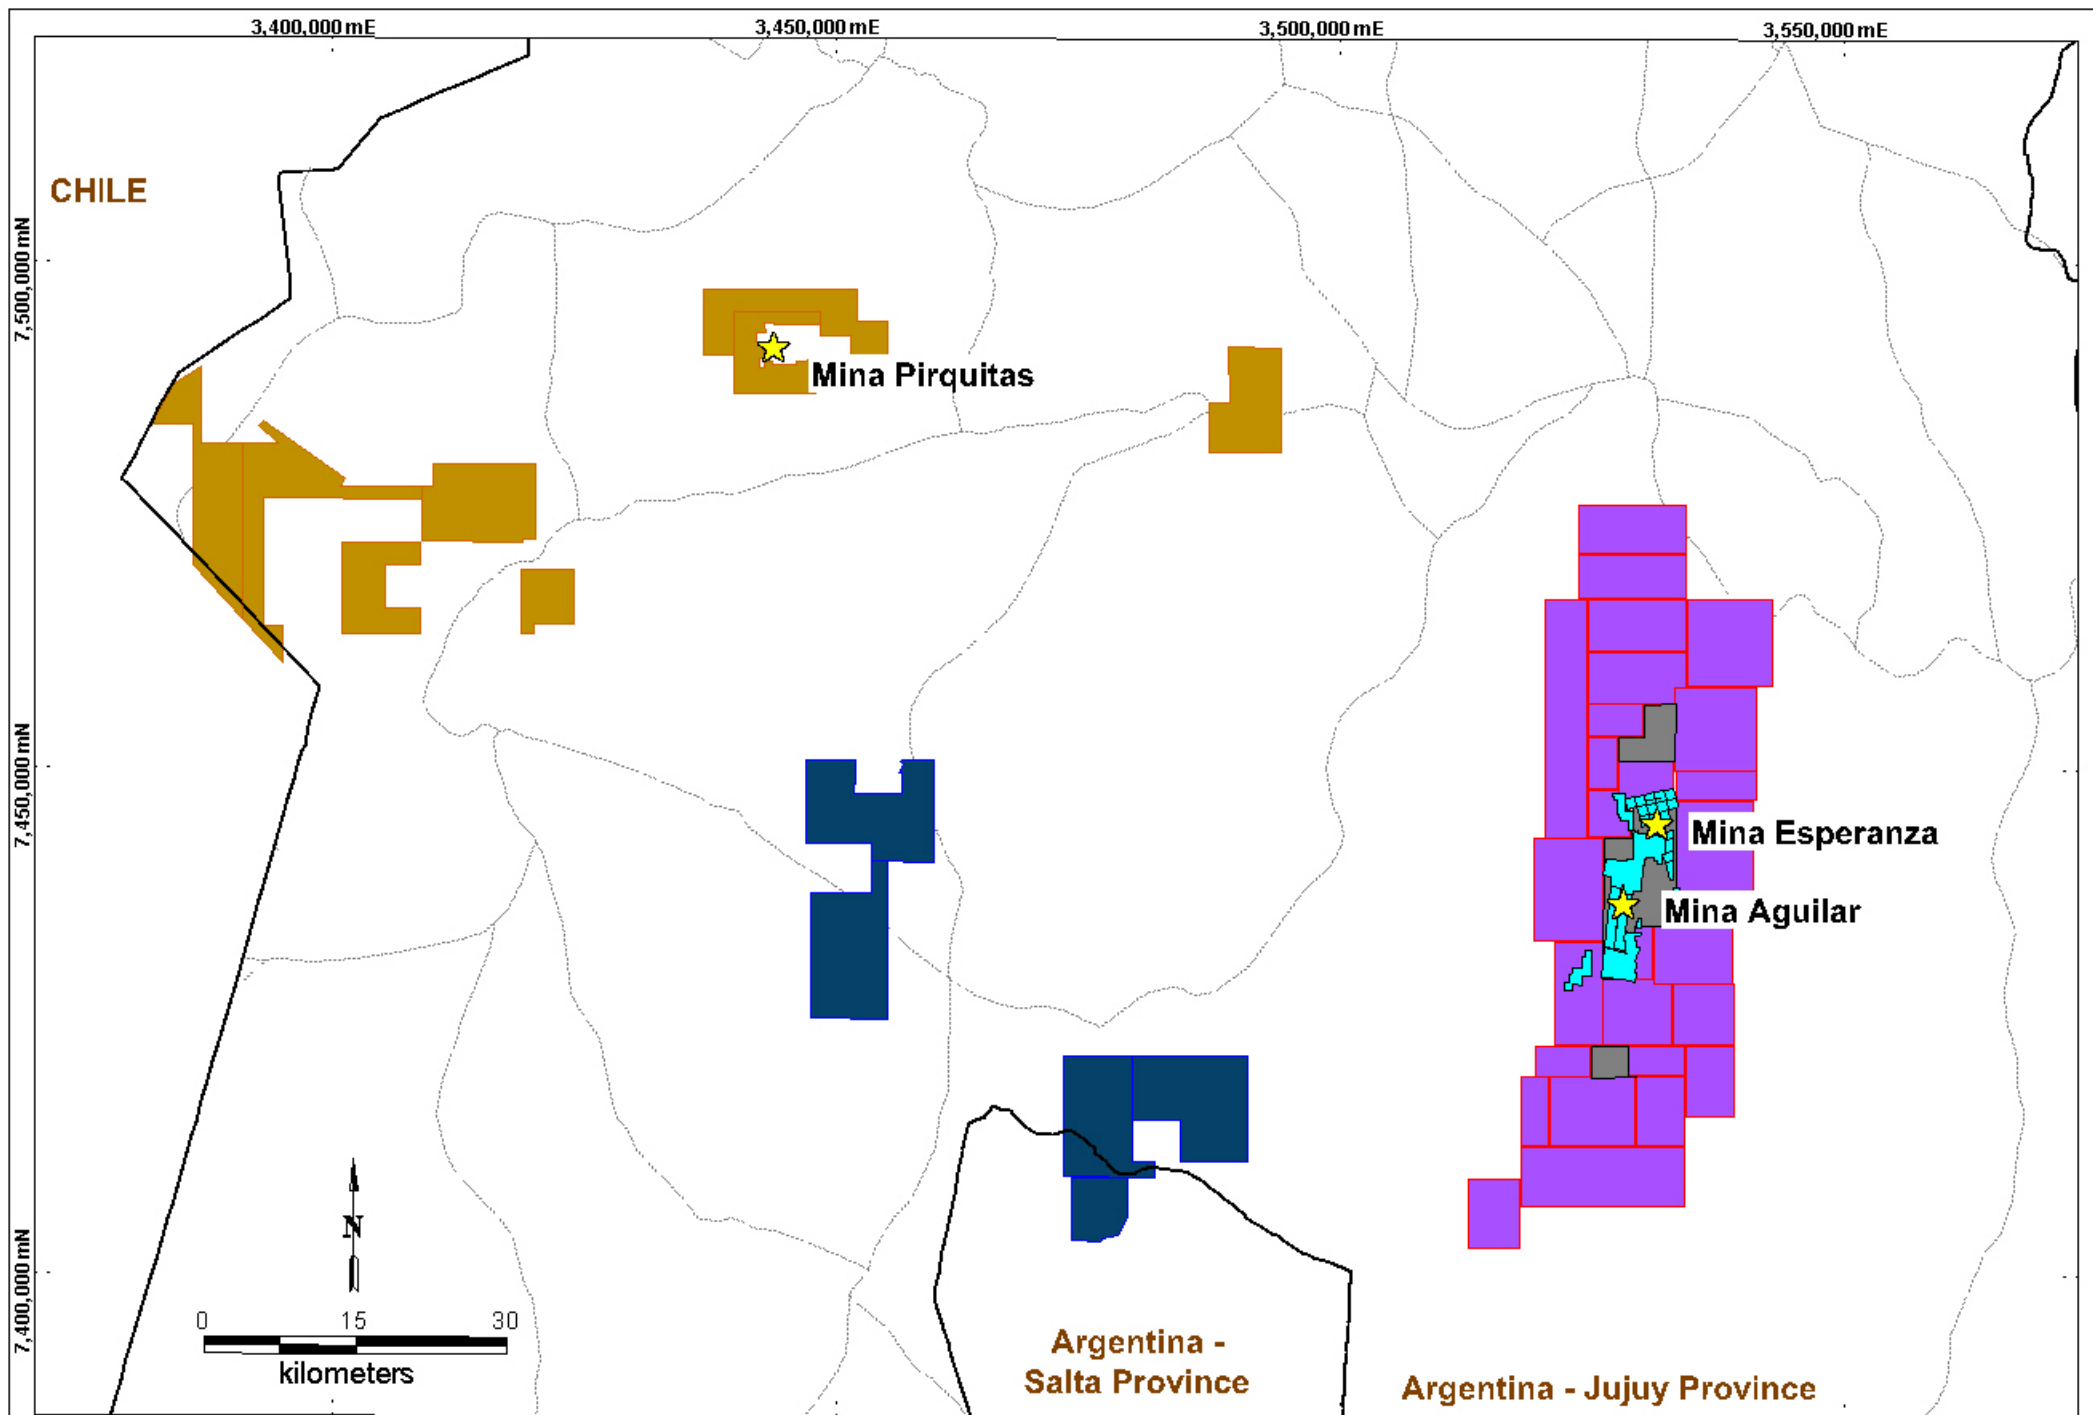 3,400,000 mE
3,450,000 mE
3,500,000 mE
3,550,000 mE
CHILE
7,500,000 mN
Mina Pirquitas
7,450,000 mN
Mina Esperanza
Mina Aguilar
N
7,400,000 mN
0 15 30
kilometers
Argentina -
Salta Province
Argentina - Jujuy Province